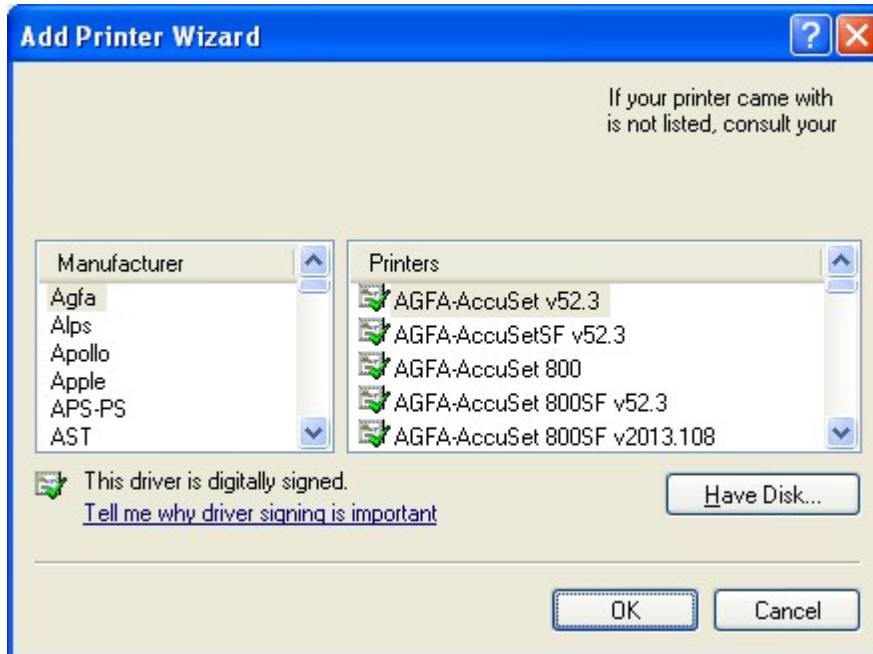 Add Printer Wizard
If your printer came with
is not listed, consult your
Manufacturer
Agfa
Alps
Apollo
Apple
APS-PS
AST
Printers
AGFA-AccuSet v52.3
AGFA-AccuSetSF v52.3
AGFA-AccuSet 800
AGFA-AccuSet 800SF v52.3
AGFA-AccuSet 800SF v2013.108
This driver is digitally signed.
Tell me why driver signing is important
Have Disk...
OK
Cancel